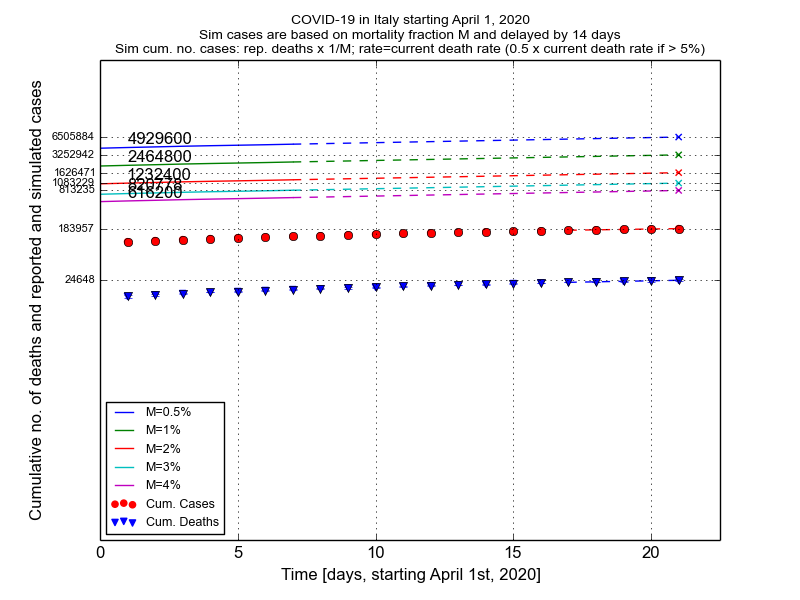 COVID-19 in Italy starting April 1, 2020
Sim cases are based on mortality fraction M and delayed by 14 days
Sim cum. no. cases: rep. deaths x 1/M; rate=current death rate (0.5 x current death rate if > 5%)
Cumulative no. of deaths and reported and simulated cases
6505884
4929600
3252942
2464800
1626471
1232400
1083229
820778
813235
616200
183957
24648
M=0.5%
M=1%
M=2%
M=3%
M=4%
Cum. Cases
Cum. Deaths
0 5 10 15 20
Time [days, starting April 1st, 2020]